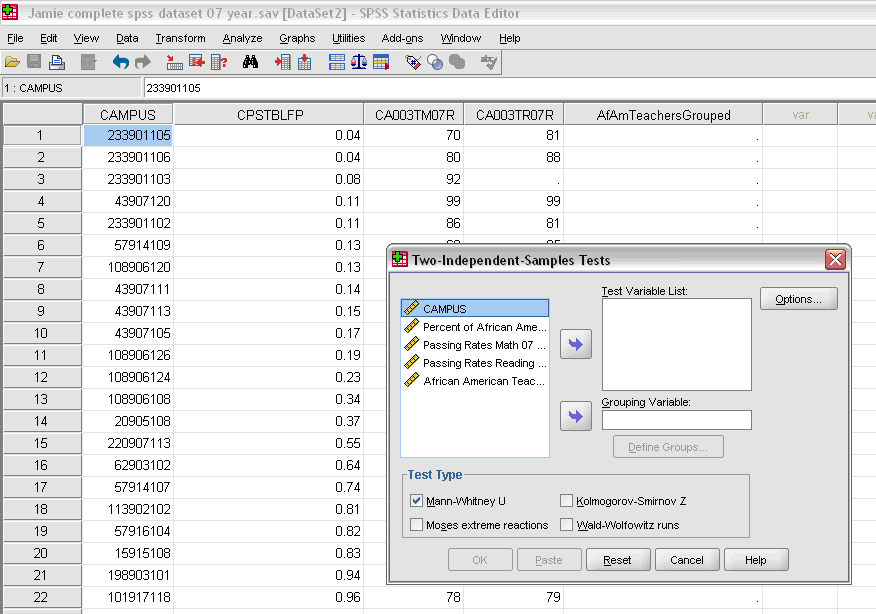 Jamie complete spss dataset 07 year.sav [DataSet2] - SPSS Statistics Data Editor
File Edit View Data Transform Analyze Graphs Utilities Add-ons Window Help
1 : CAMPUS 233901105
CAMPUS CPSTBLFP CA003TM07R CA003TR07R AfAmTeachersGrouped var
1 233901105 0.04 70 81 .
2 233901106 0.04 80 88 .
3 233901103 0.08 92 . .
4 43907120 0.11 99 99 .
5 233901102 0.11 86 81 .
6 57914109 0.13
7 108906120 0.13
8 43907111 0.14
9 43907113 0.15
10 43907105 0.17
11 108906126 0.19
12 108906124 0.23
13 108906108 0.34
14 20905108 0.37
15 220907113 0.55
16 62903102 0.64
17 57914107 0.74
18 113902102 0.81
19 57916104 0.82
20 15915108 0.83
21 198903101 0.94
22 101917118 0.96 78 79 .
Two-Independent-Samples Tests
Test Variable List:
CAMPUS
Percent of African Ame...
Passing Rates Math 07 ...
Passing Rates Reading ...
African American Teac...
Options...
Grouping Variable:
Define Groups...
Test Type
Mann-Whitney U Kolmogorov-Smirnov Z
Moses extreme reactions Wald-Wolfowitz runs
OK Paste Reset Cancel Help